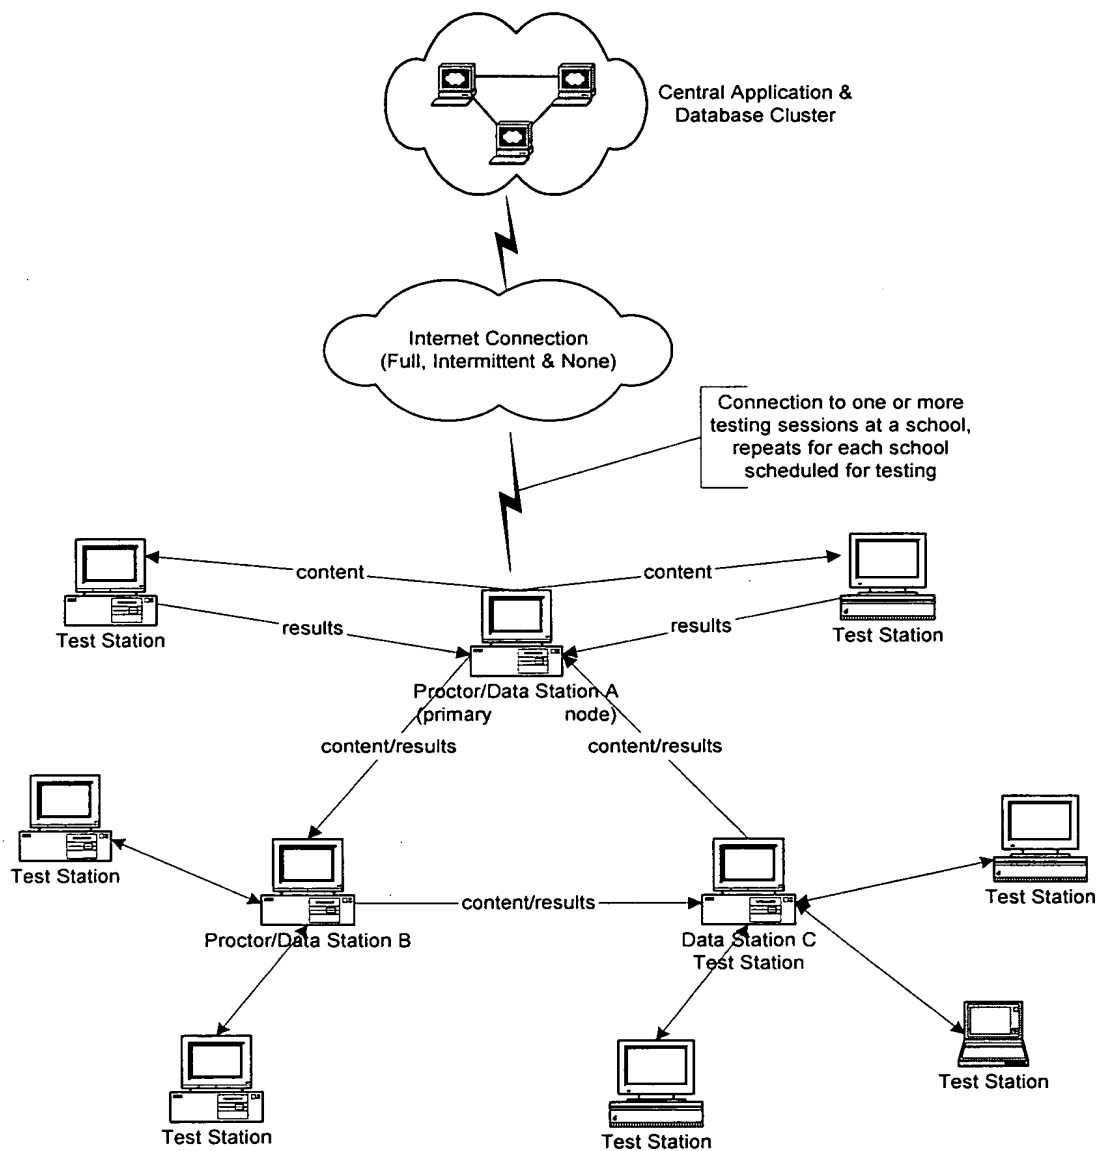 Central Application &
Database Cluster
Internet Connection
(Full, Intermittent & None)
Connection to one or more
testing sessions at a school,
repeats for each school
scheduled for testing
content
content
results
results
Test Station
Test Station
Proctor/Data Station A
(primary node)
content/results
content/results
Test Station
Test Station
content/results
Proctor/Data Station B
Data Station C
Test Station
Test Station
Test Station
Test Station